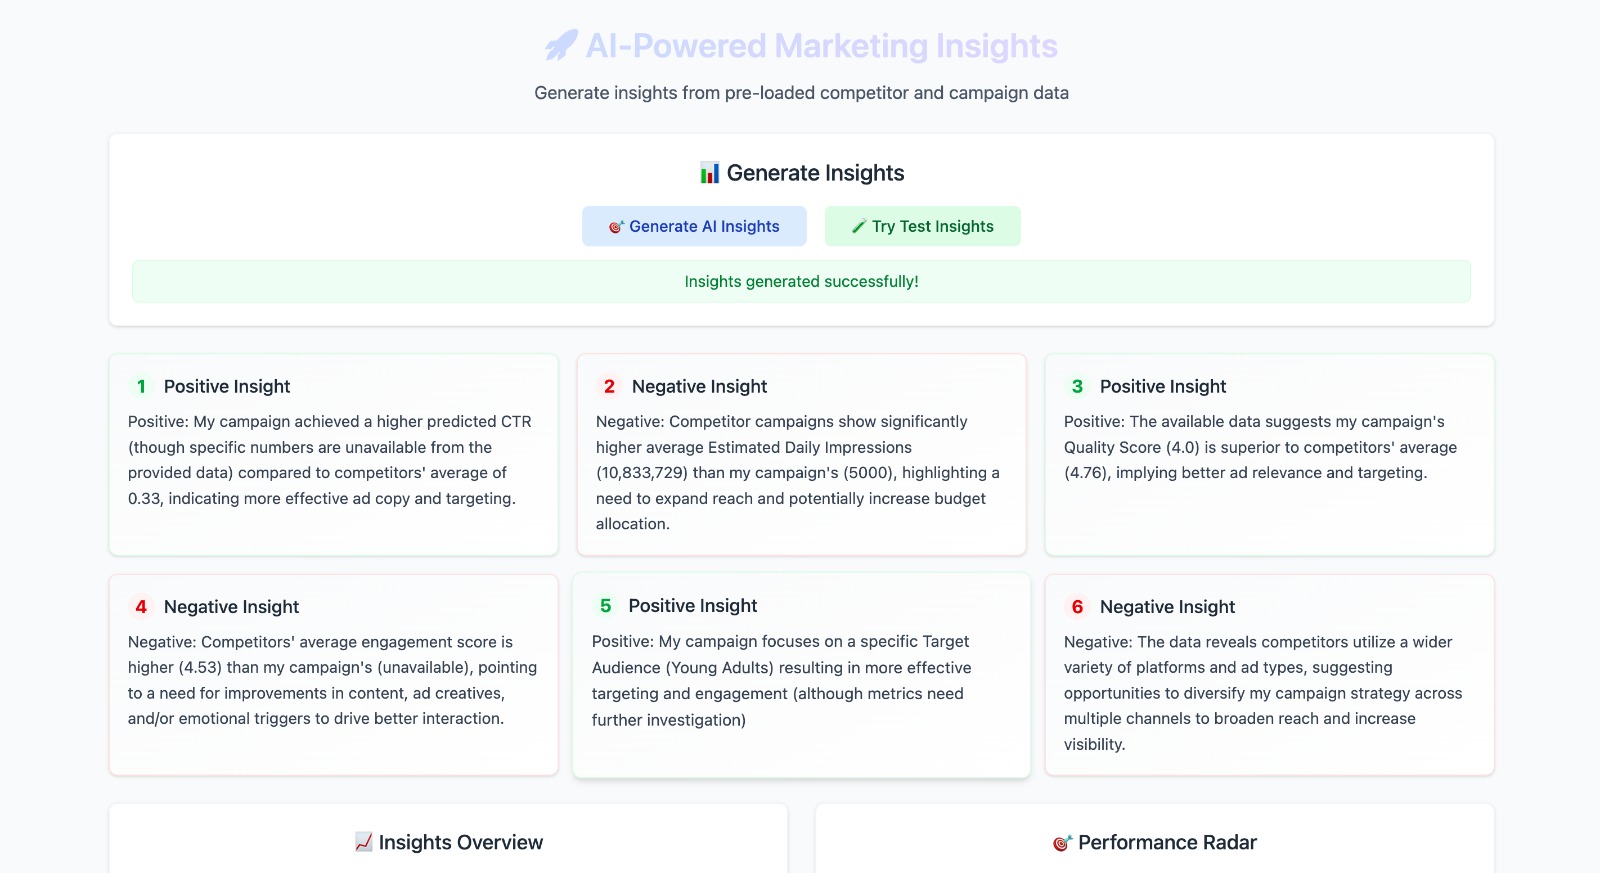 AI-Powered Marketing Insights
Generate insights from pre-loaded competitor and campaign data
Generate Insights
Generate AI Insights
Try Test Insights
Insights generated successfully!
1 Positive Insight
Positive: My campaign achieved a higher predicted CTR
(though specific numbers are unavailable from the
provided data) compared to competitors' average of
0.33, indicating more effective ad copy and targeting.
2 Negative Insight
Negative: Competitor campaigns show significantly
higher average Estimated Daily Impressions
(10,833,729) than my campaign's (5000), highlighting a
need to expand reach and potentially increase budget
allocation.
3 Positive Insight
Positive: The available data suggests my campaign's
Quality Score (4.0) is superior to competitors' average
(4.76), implying better ad relevance and targeting.
4 Negative Insight
Negative: Competitors' average engagement score is
higher (4.53) than my campaign's (unavailable), pointing
to a need for improvements in content, ad creatives,
and/or emotional triggers to drive better interaction.
5 Positive Insight
Positive: My campaign focuses on a specific Target
Audience (Young Adults) resulting in more effective
targeting and engagement (although metrics need
further investigation)
6 Negative Insight
Negative: The data reveals competitors utilize a wider
variety of platforms and ad types, suggesting
opportunities to diversify my campaign strategy across
multiple channels to broaden reach and increase
visibility.
Insights Overview
Performance Radar